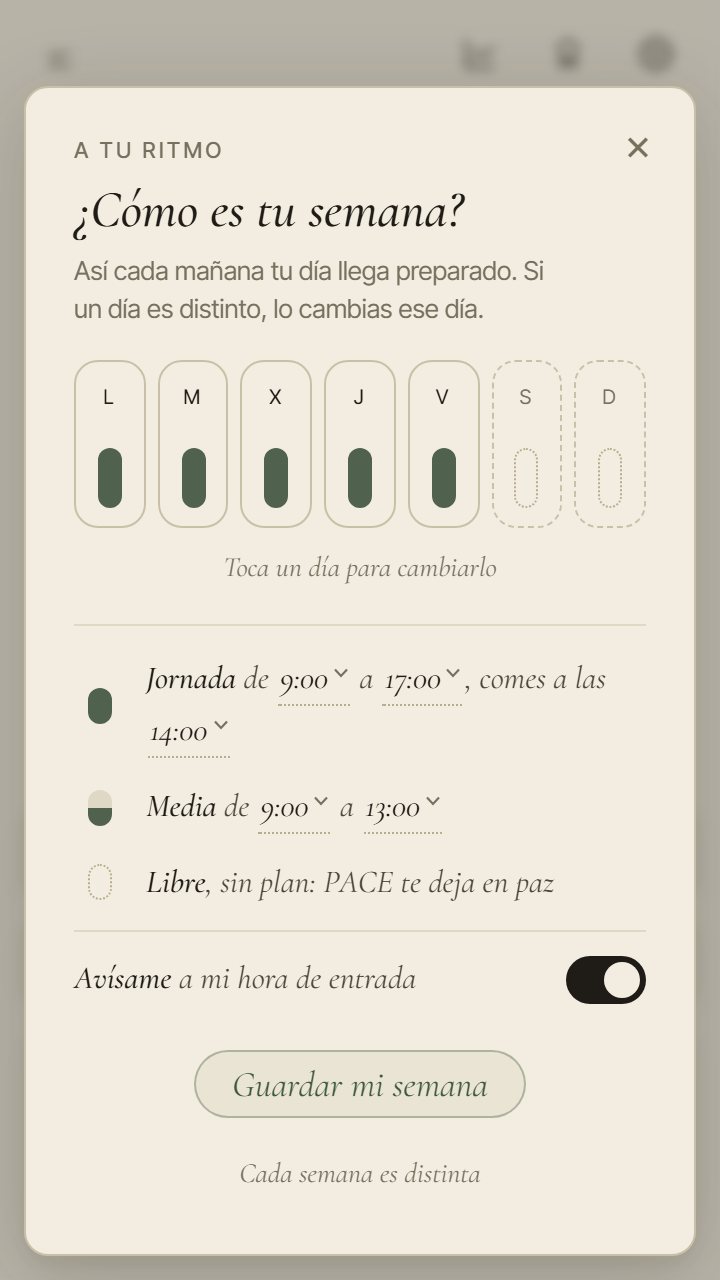 A TU RITMO
¿Cómo es tu semana?
Así cada mañana tu día llega preparado. Si
un día es distinto, lo cambias ese día.
L M X J V S D
Toca un día para cambiarlo
Jornada de 9:00 a 17:00, comes a las
14:00
Media de 9:00 a 13:00
Libre, sin plan: PACE te deja en paz
Avísame a mi hora de entrada
Guardar mi semana
Cada semana es distinta